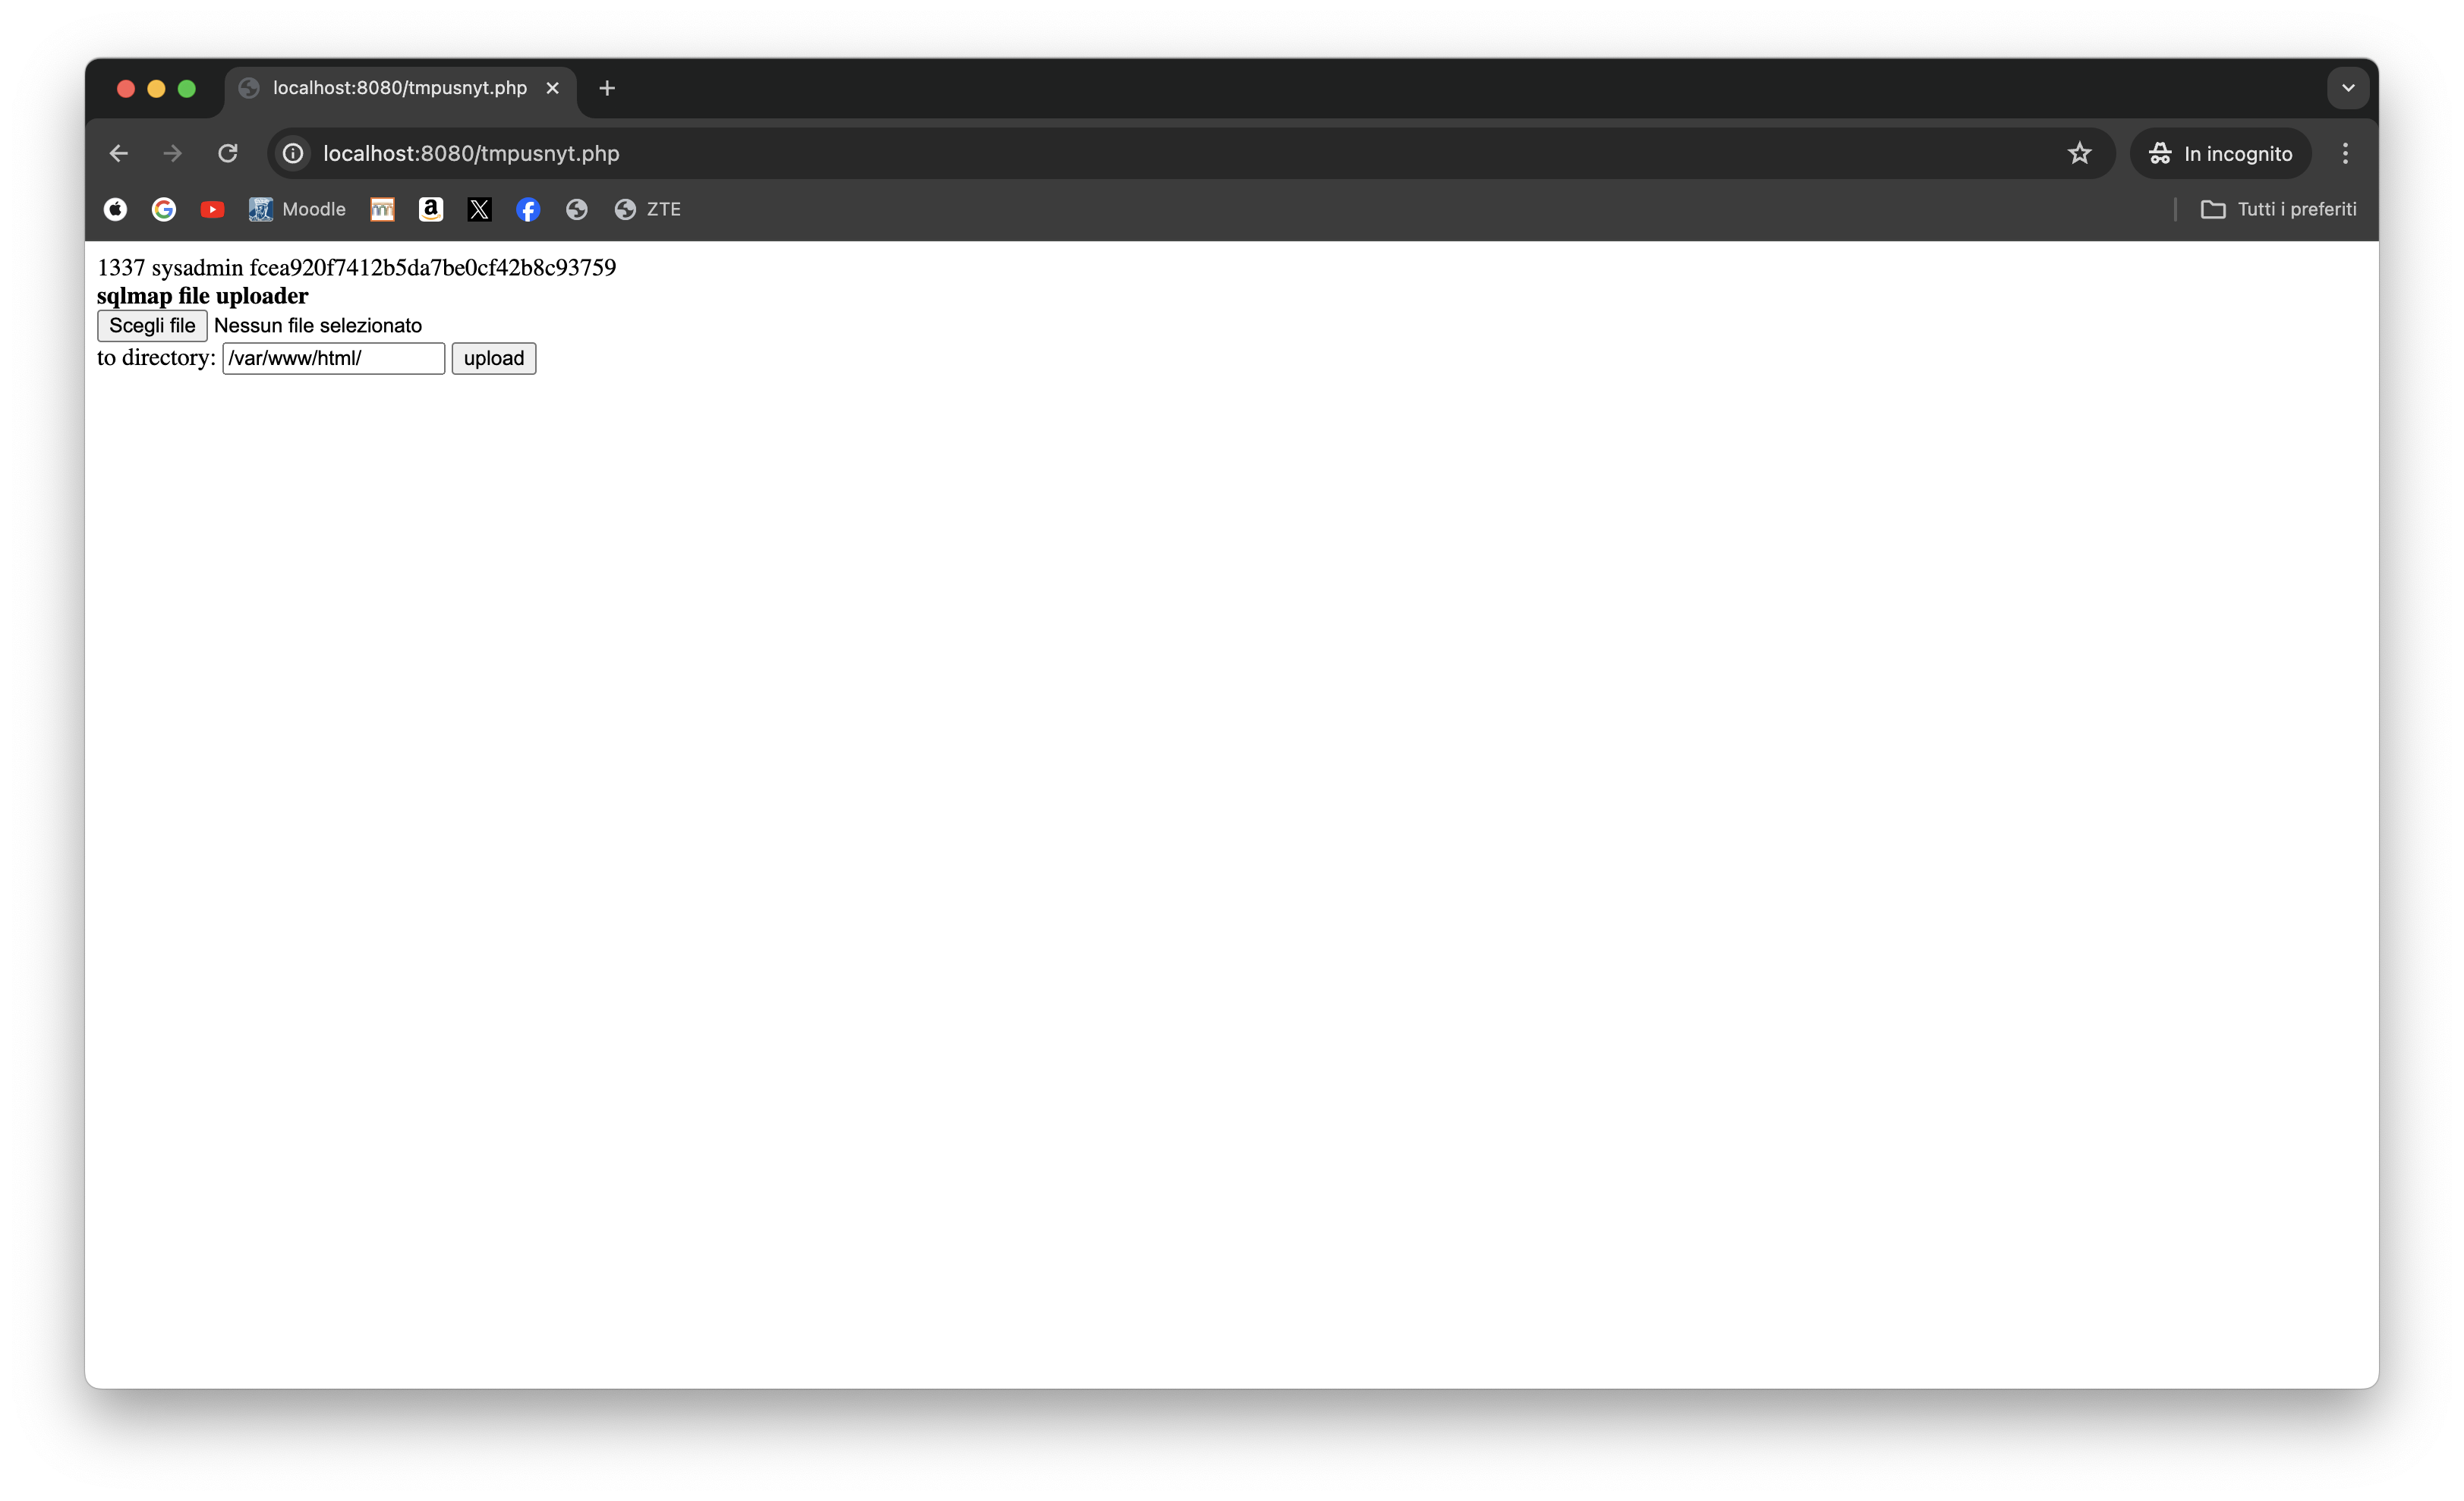 localhost:8080/tmpusnyt.php
localhost:8080/tmpusnyt.php
In incognito
Moodle
ZTE
Tutti i preferiti
1337 sysadmin fcea920f7412b5da7be0cf42b8c93759
sqlmap file uploader
Scegli file Nessun file selezionato
to directory: /var/www/html/ upload